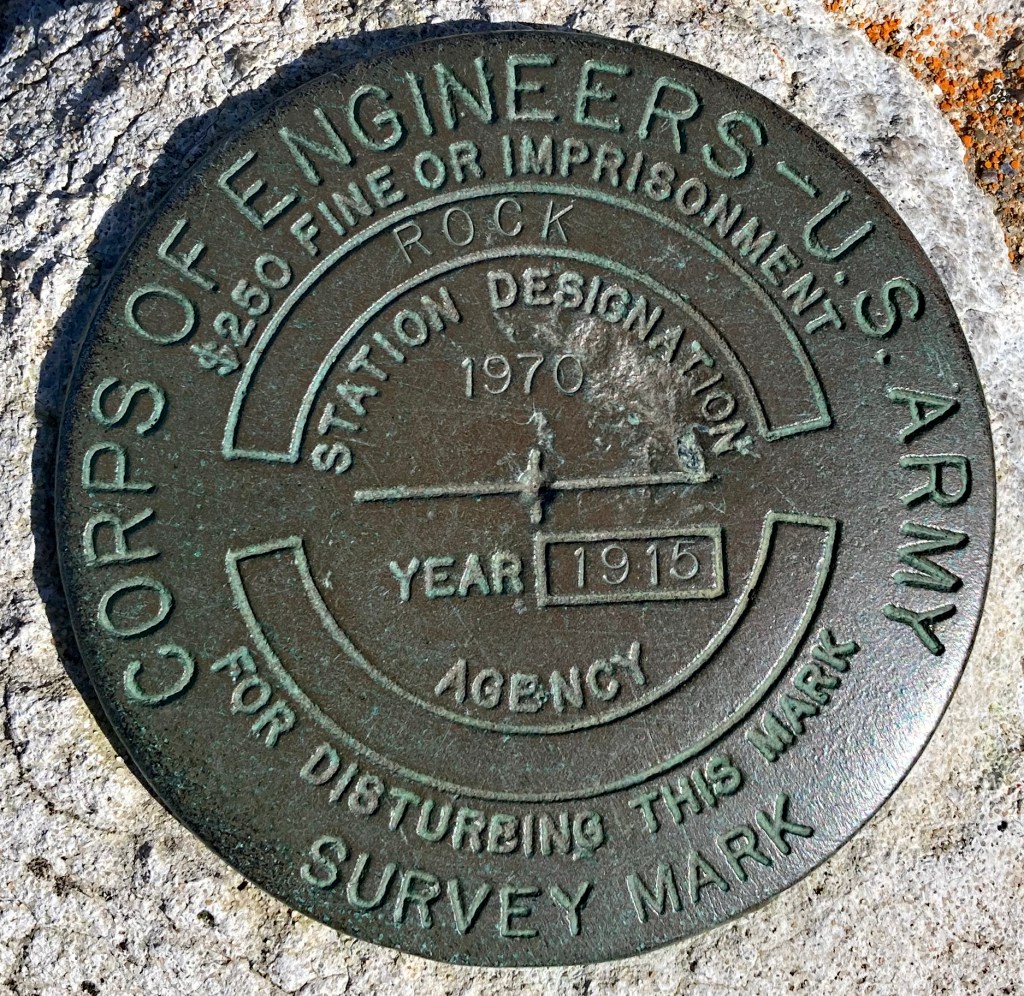 CORPS OF ENGINEERS-U.S. ARMY
$250 FINE OR IMPRISONMENT
ROCK
STATION DESIGNATION
1970
YEAR 1915
AGENCY
FOR DISTURBING THIS MARK
SURVEY MARK